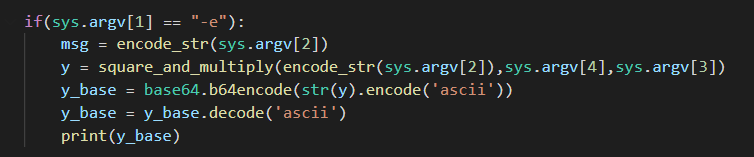 if(sys.argv[1] == "-e"):
    msg = encode_str(sys.argv[2])
    y = square_and_multiply(encode_str(sys.argv[2]),sys.argv[4],sys.argv[3])
    y_base = base64.b64encode(str(y).encode('ascii'))
    y_base = y_base.decode('ascii')
    print(y_base)